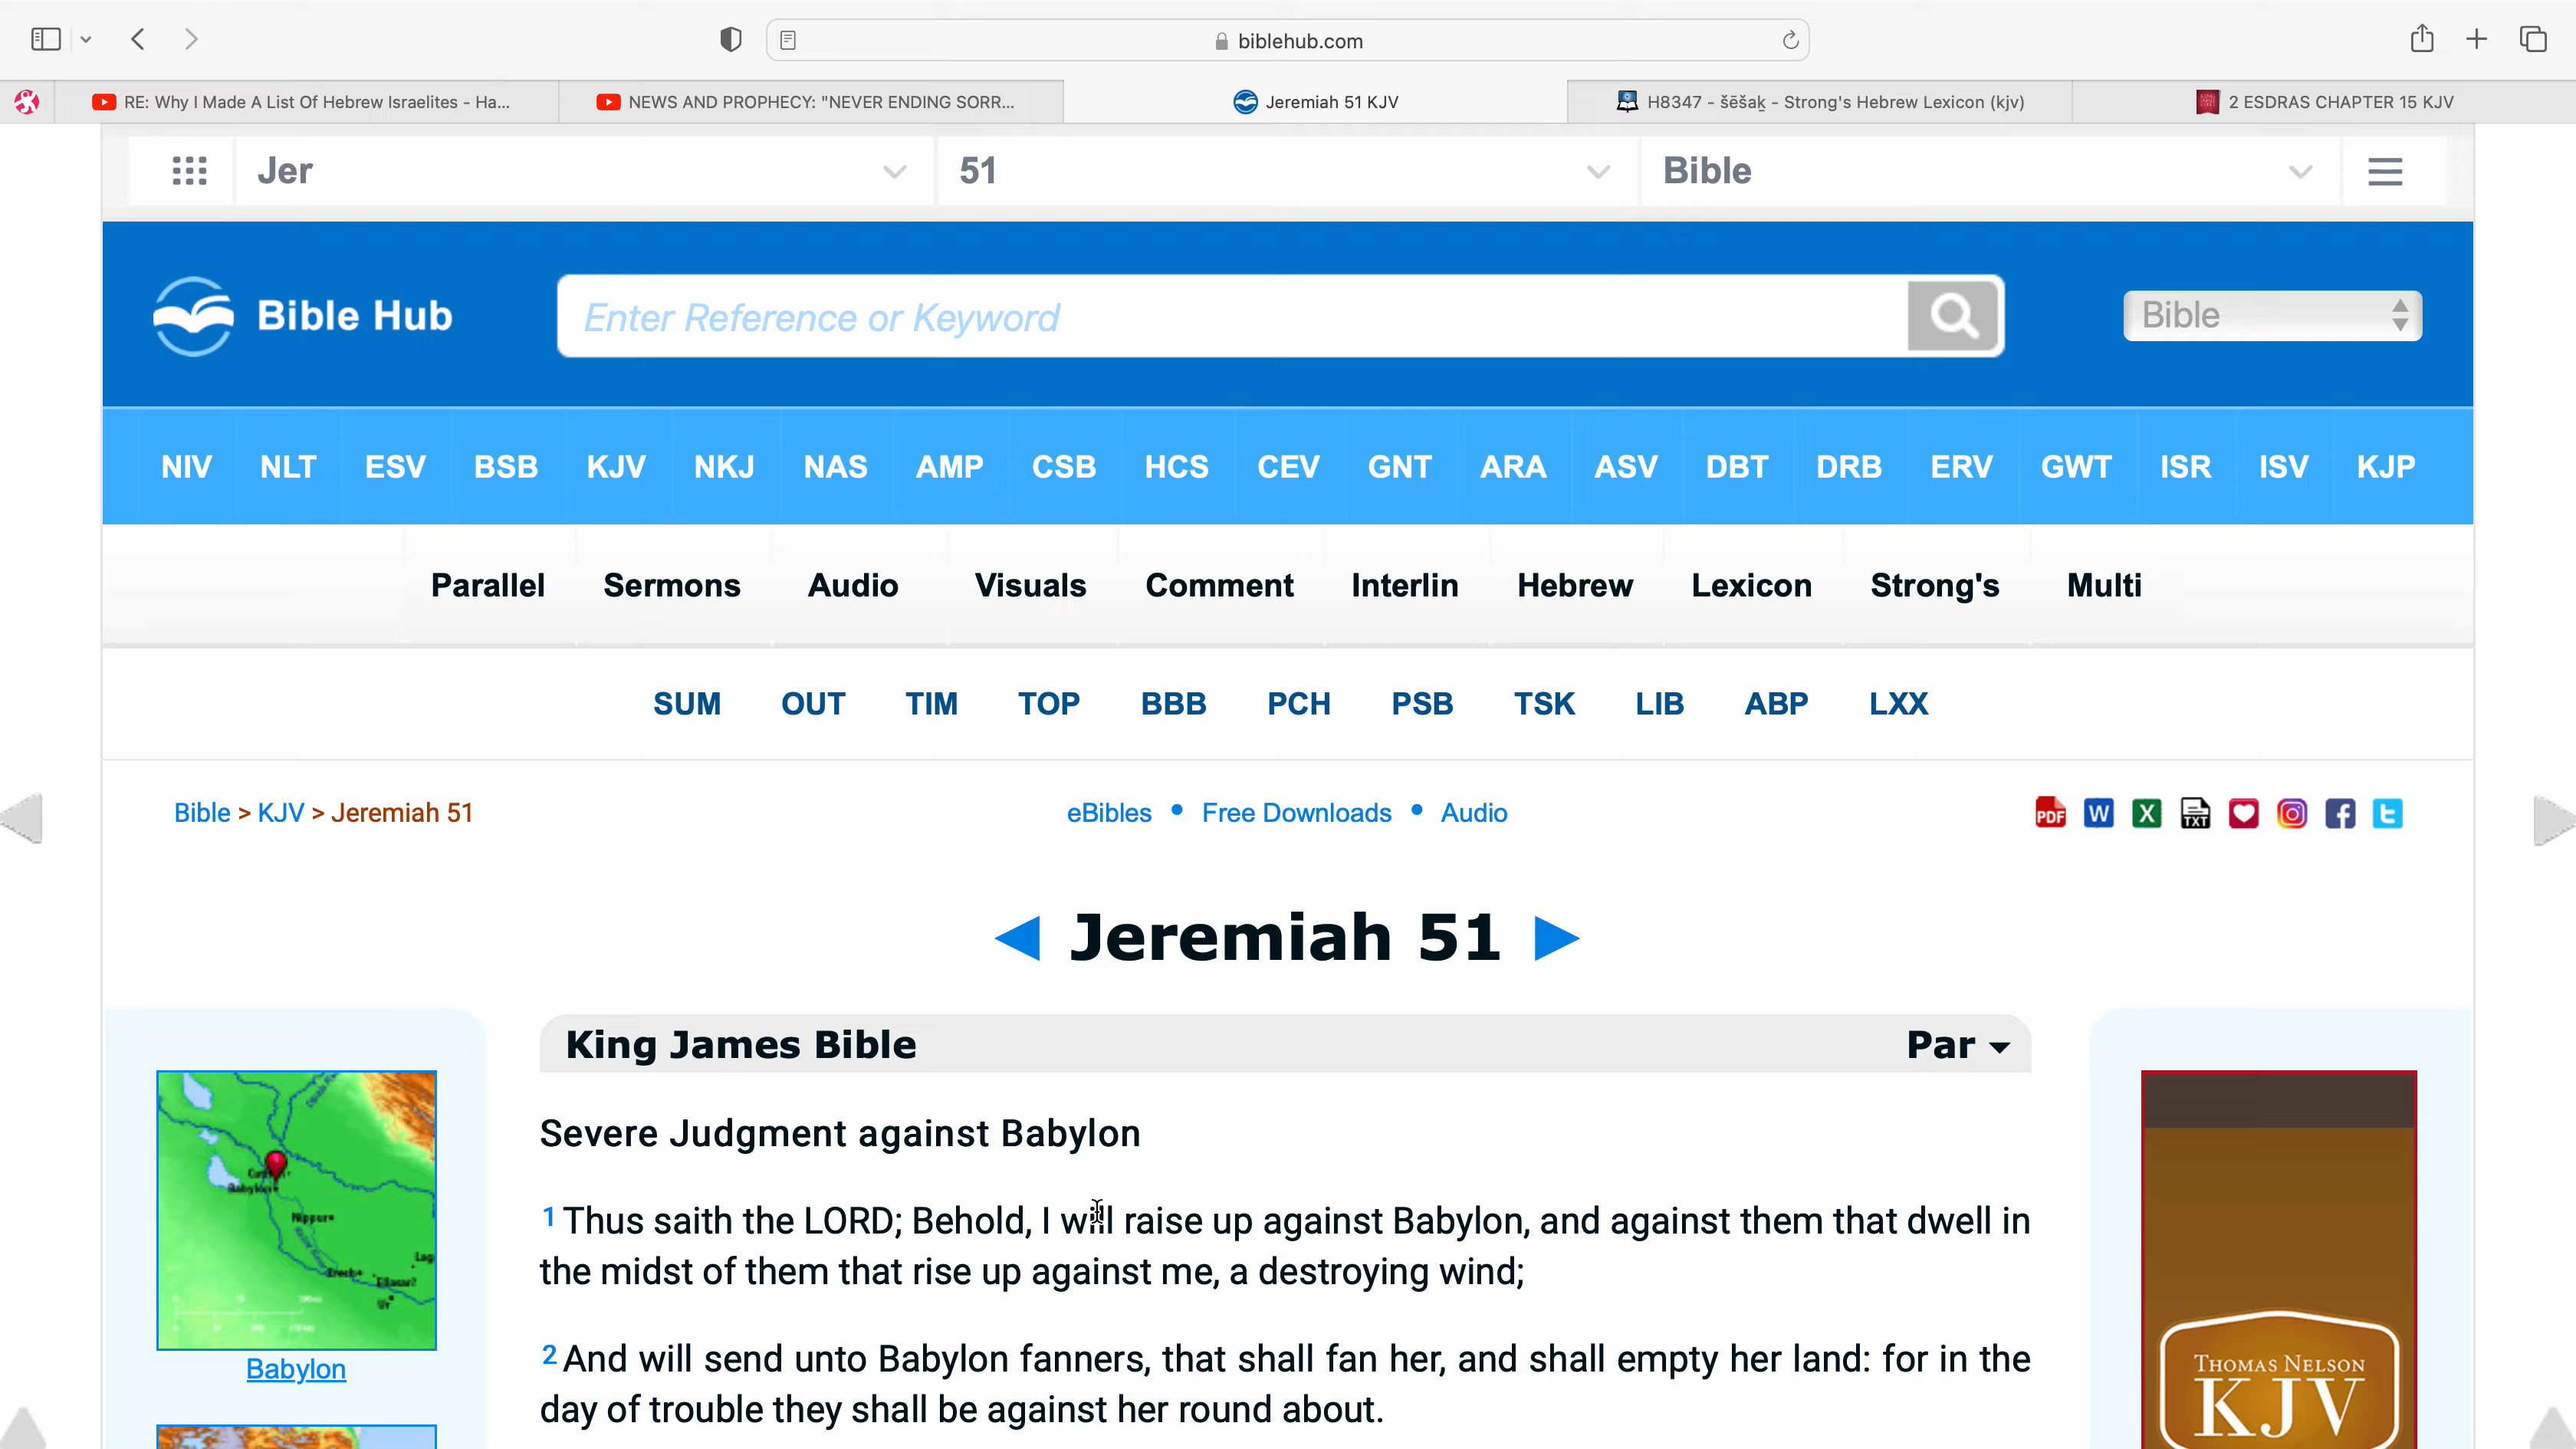 biblehub.com
RE: Why I Made A List Of Hebrew Israelites - Ha...
NEWS AND PROPHECY: "NEVER ENDING SORR...
Jeremiah 51 KJV
H8347 - šēšaḵ - Strong's Hebrew Lexicon (kjv)
2 ESDRAS CHAPTER 15 KJV
Jer
51
Bible
Bible Hub
Enter Reference or Keyword
Bible
NIV NLT ESV BSB KJV NKJ NAS AMP CSB HCS CEV GNT ARA ASV DBT DRB ERV GWT ISR ISV KJP
Parallel Sermons Audio Visuals Comment Interlin Hebrew Lexicon Strong's Multi
SUM OUT TIM TOP BBB PCH PSB TSK LIB ABP LXX
Bible > KJV > Jeremiah 51
eBibles • Free Downloads • Audio
PDF W X TXT
◀ Jeremiah 51 ▶
King James Bible
Par
Severe Judgment against Babylon
1 Thus saith the LORD; Behold, I will raise up against Babylon, and against them that dwell in
the midst of them that rise up against me, a destroying wind;
2 And will send unto Babylon fanners, that shall fan her, and shall empty her land: for in the
day of trouble they shall be against her round about.
Babylon
Nippur
Ur
Babylon
THOMAS NELSON
KJV